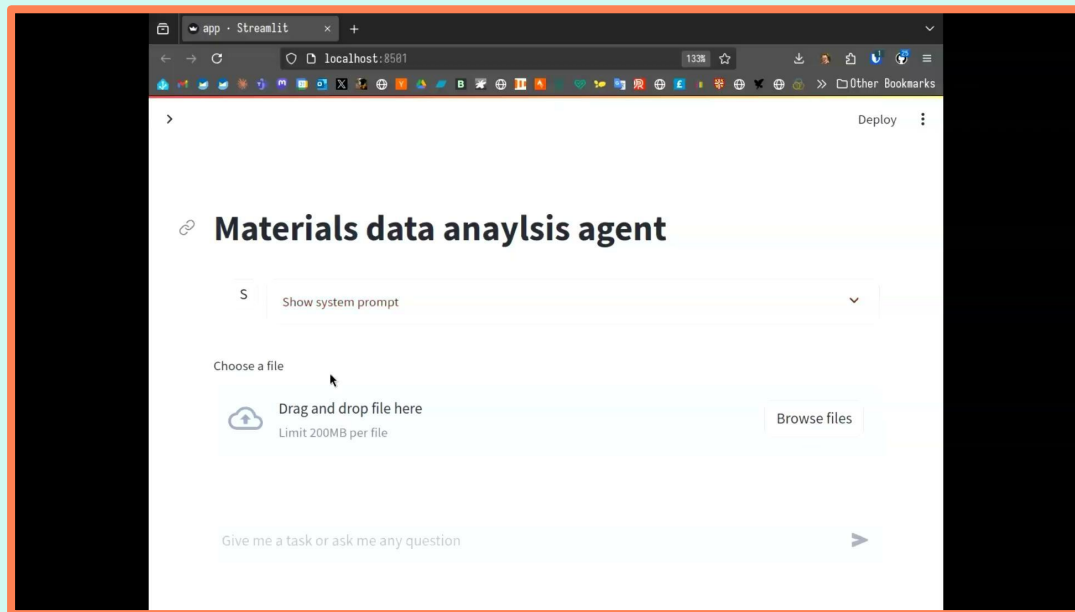 app · Streamlit
localhost:8501
133%
Other Bookmarks
Deploy
Materials data anaylsis agent
S
Show system prompt
Choose a file
Drag and drop file here
Limit 200MB per file
Browse files
Give me a task or ask me any question